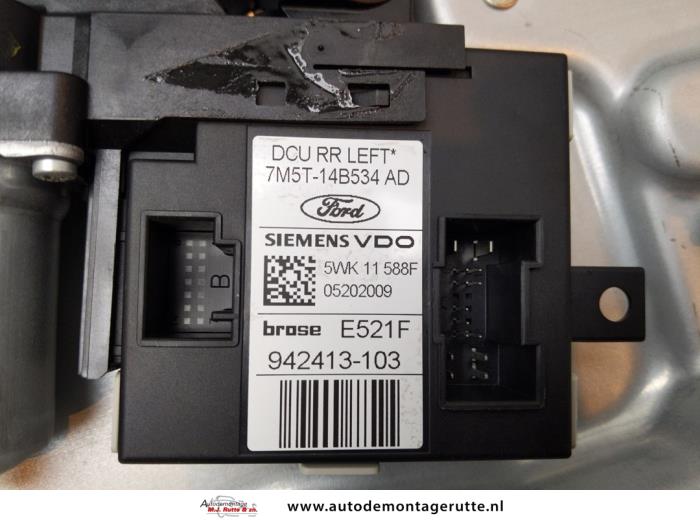 DCU RR LEFT*
7M5T-14B534 AD
Ford
SIEMENS VDO
5WK 11 588F
05202009
brose E521F
942413-103
B
Autodemontage
M.J. Rutte & zn.
www.autodemontagerutte.nl